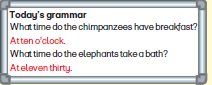 Today's grammar
What time do the chimpanzees have breakfast?
At ten o'clock.
What time do the elephants take a bath?
At eleven thirty.